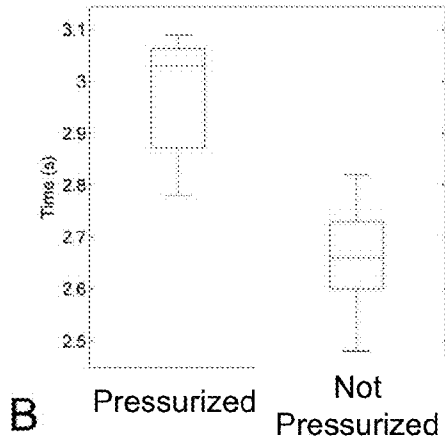 3.1
3
2.9
2.8
2.7
2.6
2.5
Time (s)
B
Pressurized
Not
Pressurized